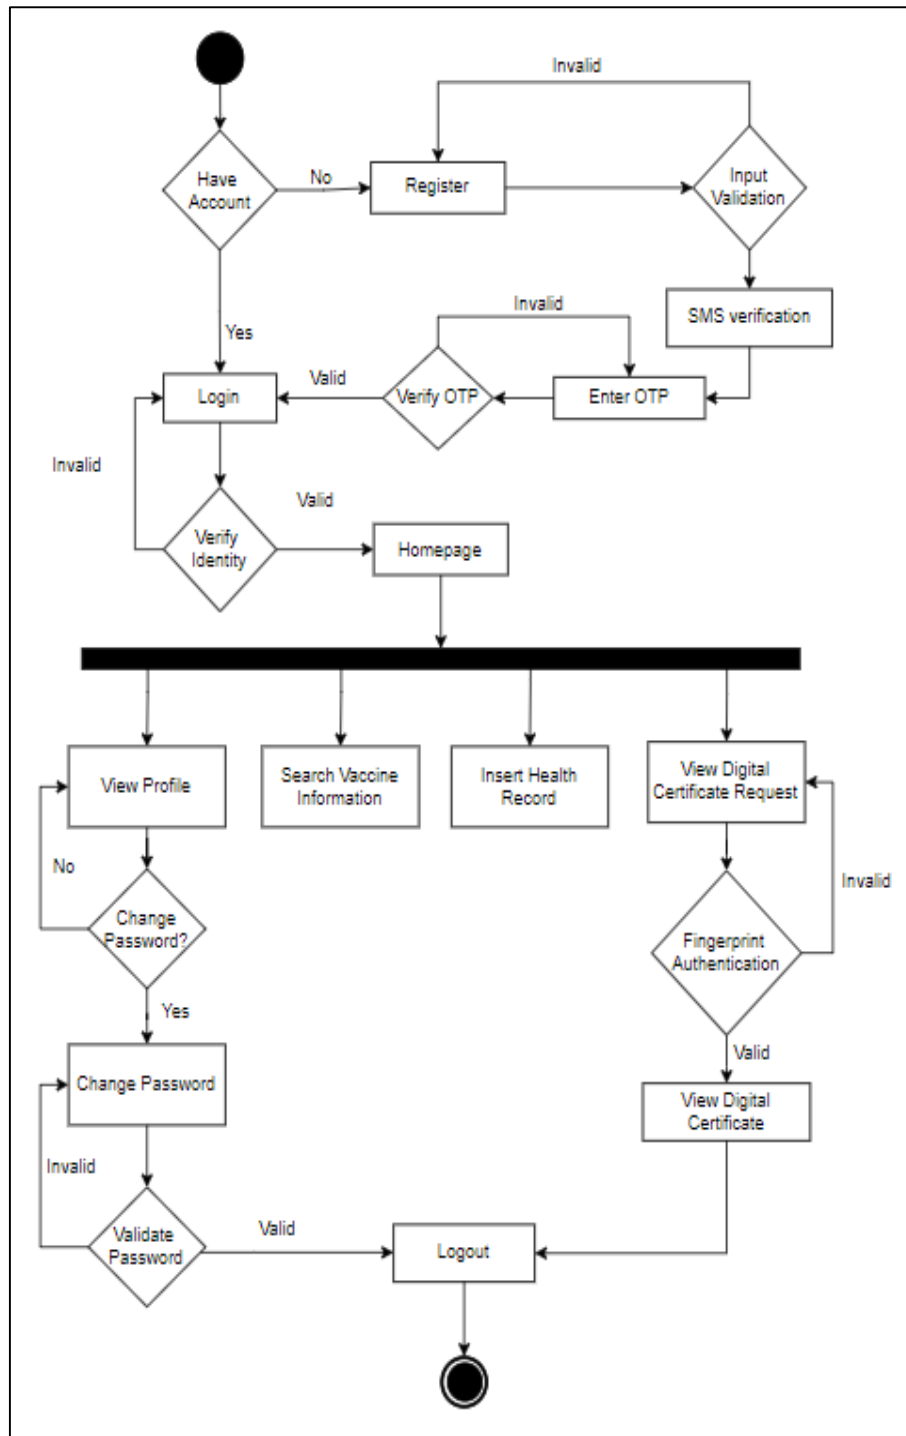 Invalid
Have
Account
No
Register
Input
Validation
Invalid
SMS verification
Yes
Login
Valid
Verify OTP
Enter OTP
Invalid
Valid
Verify
Identity
Homepage
View Profile
Search Vaccine
Information
Insert Health
Record
View Digital
Certificate Request
No
Invalid
Change
Password?
Fingerprint
Authentication
Yes
Valid
Change Password
View Digital
Certificate
Invalid
Validate
Password
Valid
Logout